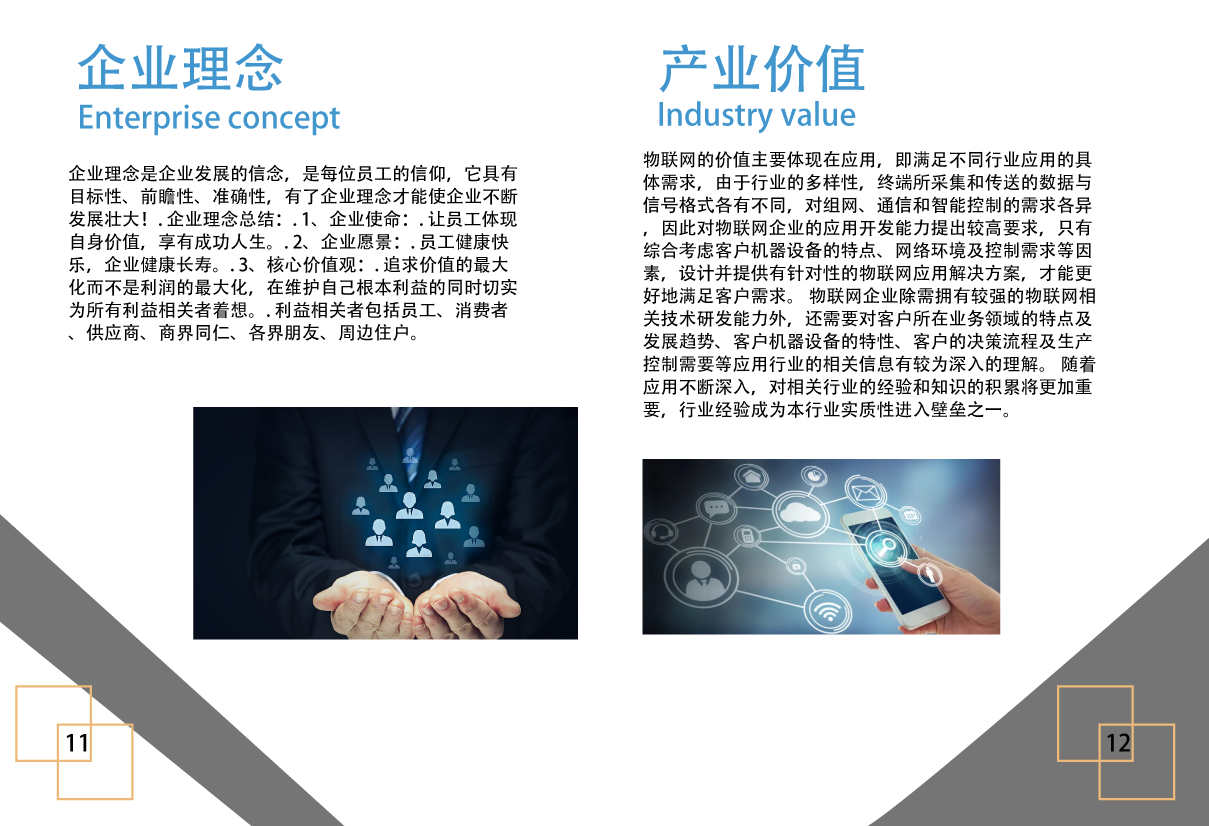 企业理念
Enterprise concept
企业理念是企业发展的信念，是每位员工的信仰，它具有
目标性、前瞻性、准确性，有了企业理念才能使企业不断
发展壮大！. 企业理念总结：. 1、企业使命：. 让员工体现
自身价值，享有成功人生。. 2、企业愿景：. 员工健康快
乐，企业健康长寿。. 3、核心价值观：. 追求价值的最大
化而不是利润的最大化，在维护自己根本利益的同时切实
为所有利益相关者着想。. 利益相关者包括员工、消费者
、供应商、商界同仁、各界朋友、周边住户。
11
产业价值
Industry value
物联网的价值主要体现在应用，即满足不同行业应用的具
体需求，由于行业的多样性，终端所采集和传送的数据与
信号格式各有不同，对组网、通信和智能控制的需求各异
，因此对物联网企业的应用开发能力提出较高要求，只有
综合考虑客户机器设备的特点、网络环境及控制需求等因
素，设计并提供有针对性的物联网应用解决方案，才能更
好地满足客户需求。 物联网企业除需拥有较强的物联网相
关技术研发能力外，还需要对客户所在业务领域的特点及
发展趋势、客户机器设备的特性、客户的决策流程及生产
控制需要等应用行业的相关信息有较为深入的理解。 随着
应用不断深入，对相关行业的经验和知识的积累将更加重
要，行业经验成为本行业实质性进入壁垒之一。
12